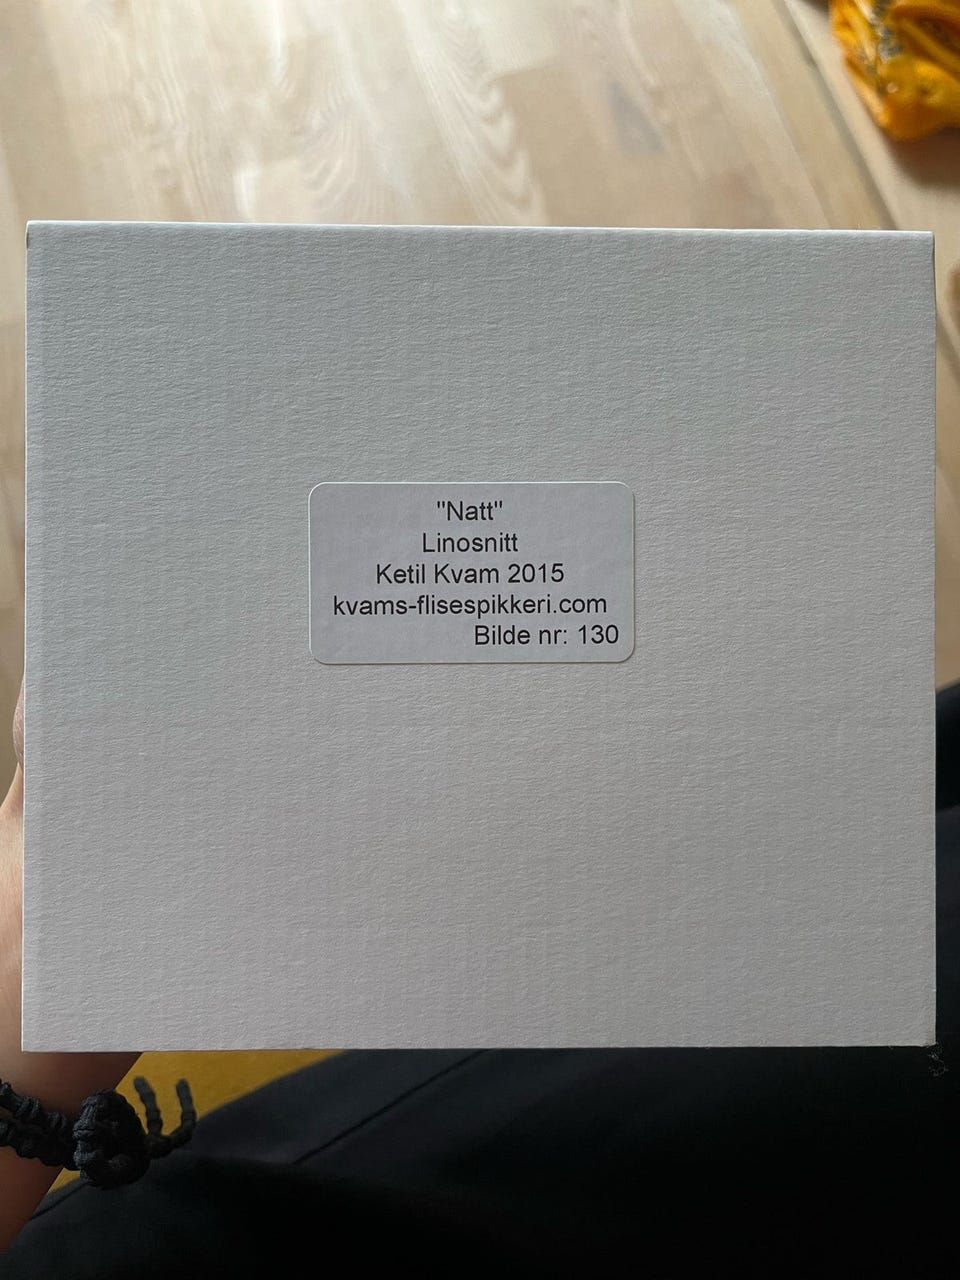 "Natt"
Linosnitt
Ketil Kvam 2015
kvams-flisespikkeri.com
Bilde nr: 130